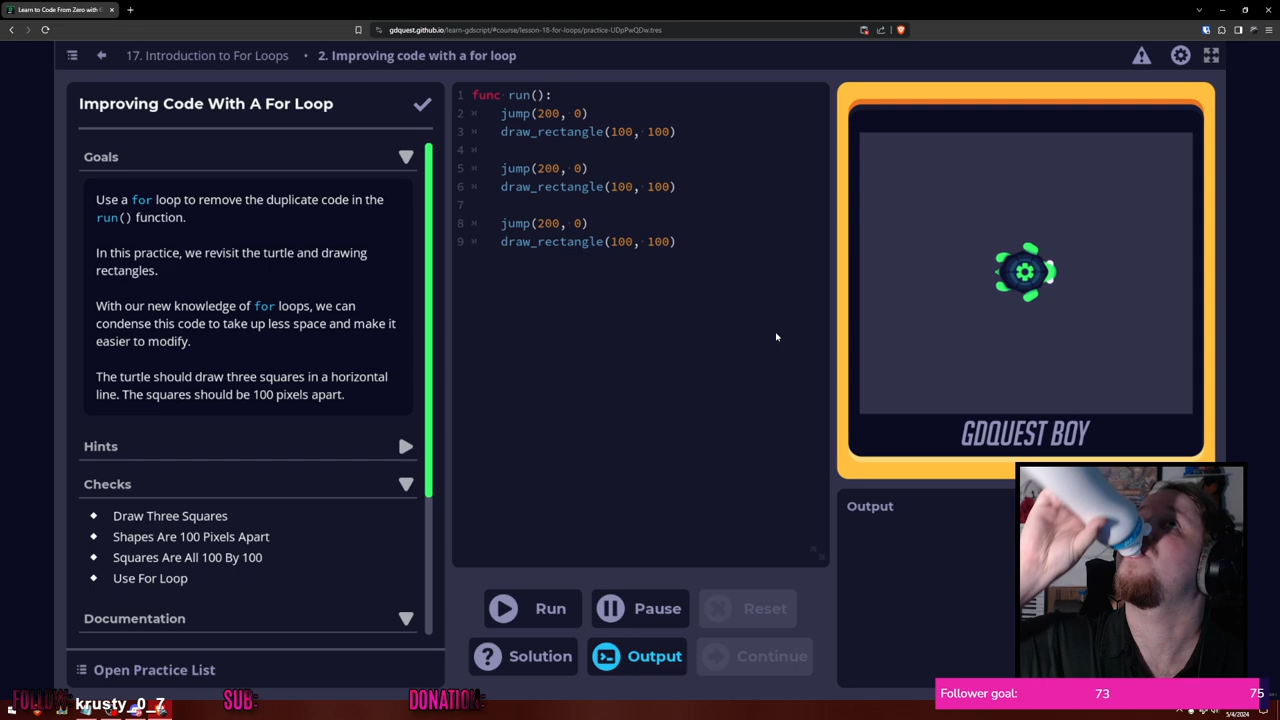 Learn to Code From Zero with
gdquest.github.io/learn-gdscript/#course/lesson-18-for-loops/practice-UDpPwQDw.tres
17. Introduction to For Loops • 2. Improving code with a for loop
Improving Code With A For Loop
Goals
Use a for loop to remove the duplicate code in the
run() function.
In this practice, we revisit the turtle and drawing
rectangles.
With our new knowledge of for loops, we can
condense this code to take up less space and make it
easier to modify.
The turtle should draw three squares in a horizontal
line. The squares should be 100 pixels apart.
Hints
Checks
Draw Three Squares
Shapes Are 100 Pixels Apart
Squares Are All 100 By 100
Use For Loop
Documentation
Open Practice List
1 func run():
2 jump(200, 0)
3 draw_rectangle(100, 100)
4
5 jump(200, 0)
6 draw_rectangle(100, 100)
7
8 jump(200, 0)
9 draw_rectangle(100, 100)
Run
Pause
Reset
? Solution
Output
Continue
GDQUEST BOY
Output
FOLLOW: krusty_0_7
SUB:
DONATION:
Follower goal: 73 75
5/4/2024